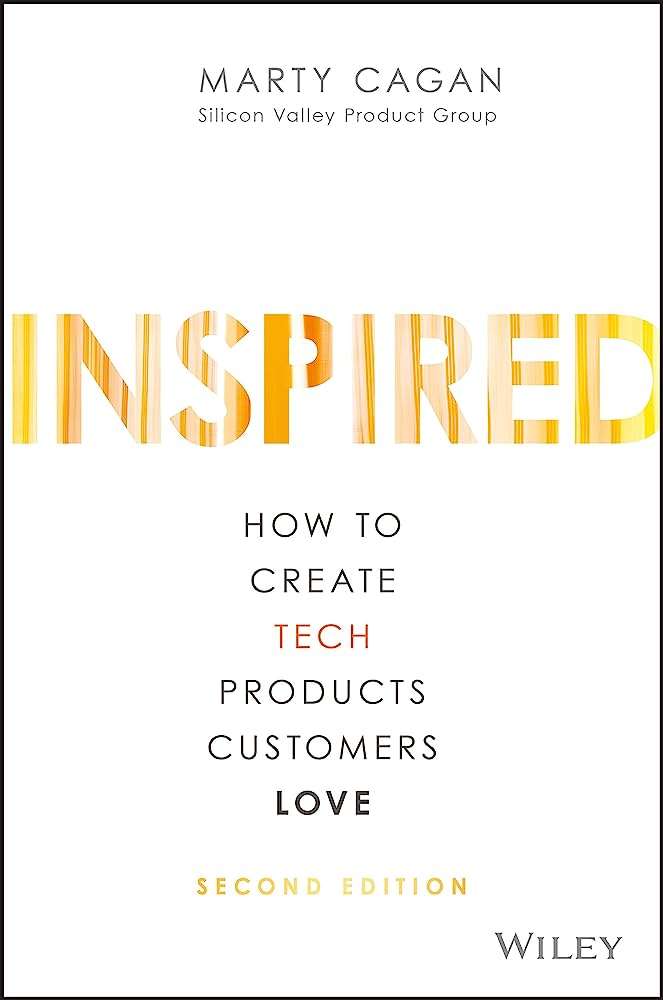 MARTY CAGAN
Silicon Valley Product Group
INSPIRED
HOW TO
CREATE
TECH
PRODUCTS
CUSTOMERS
LOVE
SECOND EDITION
WILEY